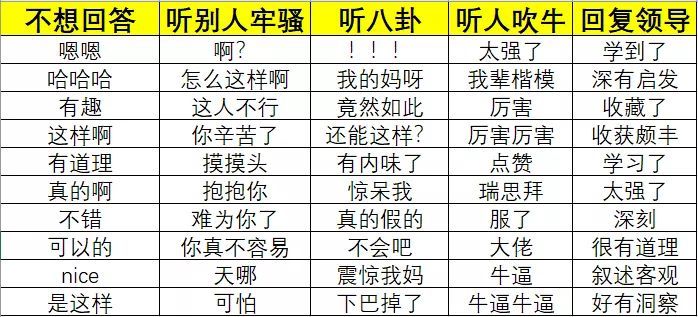 不想回答 听别人牢骚 听八卦 听人吹牛 回复领导
嗯嗯 啊？ ！！！ 太强了 学到了
哈哈哈 怎么这样啊 我的妈呀 我辈楷模 深有启发
有趣 这人不行 竟然如此 厉害 收藏了
这样啊 你辛苦了 还能这样？ 厉害厉害 收获颇丰
有道理 摸摸头 有内味了 点赞 学习了
真的啊 抱抱你 惊呆我 瑞思拜 太强了
不错 难为你了 真的假的 服了 深刻
可以的 你真不容易 不会吧 大佬 很有道理
nice 天哪 震惊我妈 牛逼 叙述客观
是这样 可怕 下巴掉了 牛逼牛逼 好有洞察